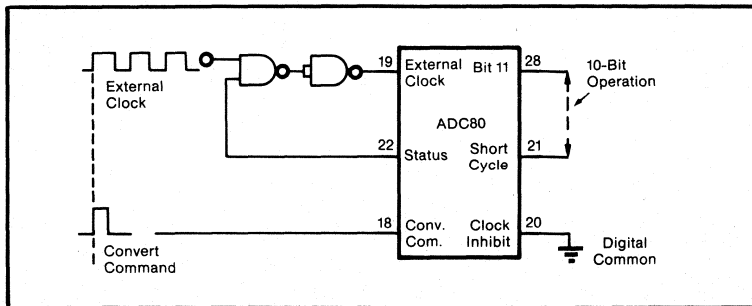 19
External
Clock
Bit 11
28
10-Bit
Operation
External
Clock
ADC80
22
Status
Short
Cycle
21
18
Conv.
Com.
Clock
Inhibit
20
Convert
Command
Digital
Common